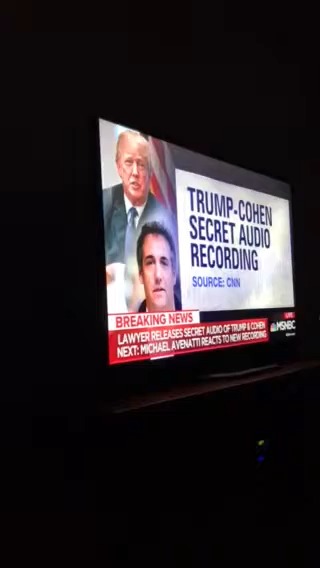 TRUMP-COHEN
SECRET AUDIO
RECORDING
SOURCE: CNN
BREAKING NEWS
LAWYER RELEASES SECRET AUDIO OF TRUMP & COHEN
NEXT: MICHAEL AVENATTI REACTS TO NEW RECORDING
LIVE
MSNBC